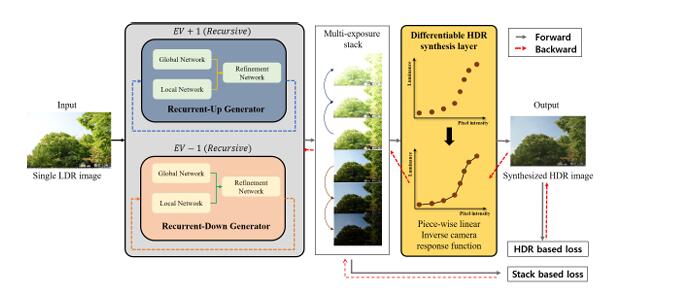 Input
Single LDR image
EV + 1 (Recursive)
Global Network
Local Network
Refinement
Network
Recurrent-Up Generator
EV − 1 (Recursive)
Global Network
Local Network
Refinement
Network
Recurrent-Down Generator
Multi-exposure
stack
Differentiable HDR
synthesis layer
Luminance
Pixel intensity
Luminance
Pixel intensity
Piece-wise linear
Inverse camera
response function
Forward
Backward
Output
Synthesized HDR image
HDR based loss
Stack based loss